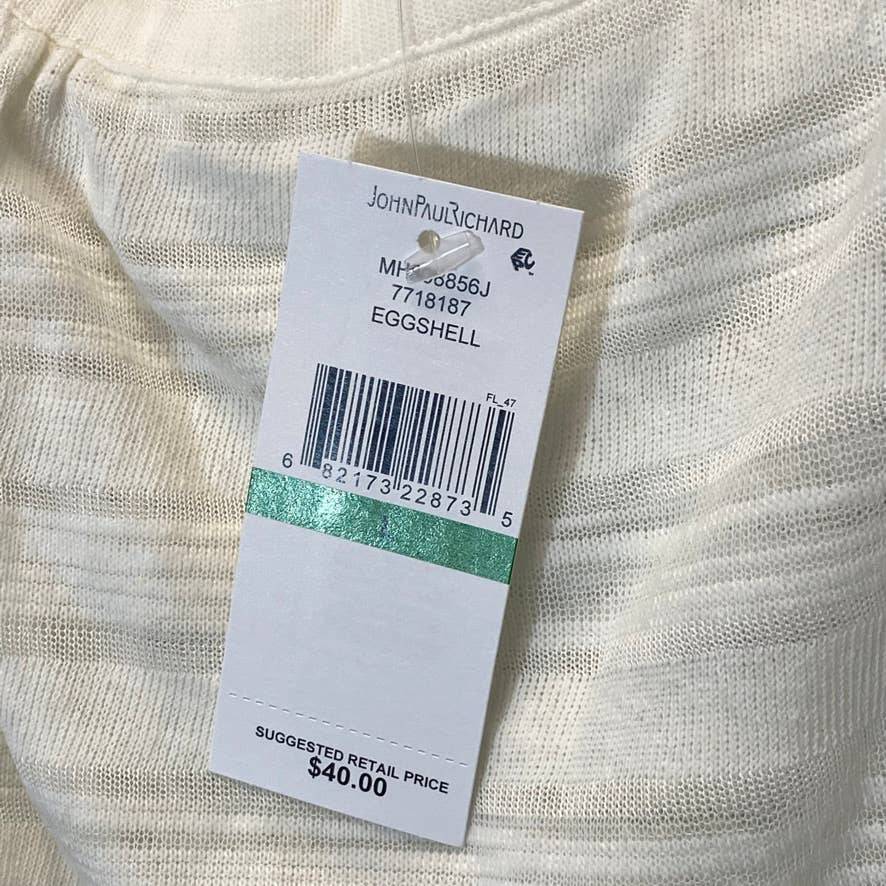 JOHNPAULRICHARD
7718187
EGGSHELL
FL_47
6 82173 22873 5
SUGGESTED RETAIL PRICE
$40.00